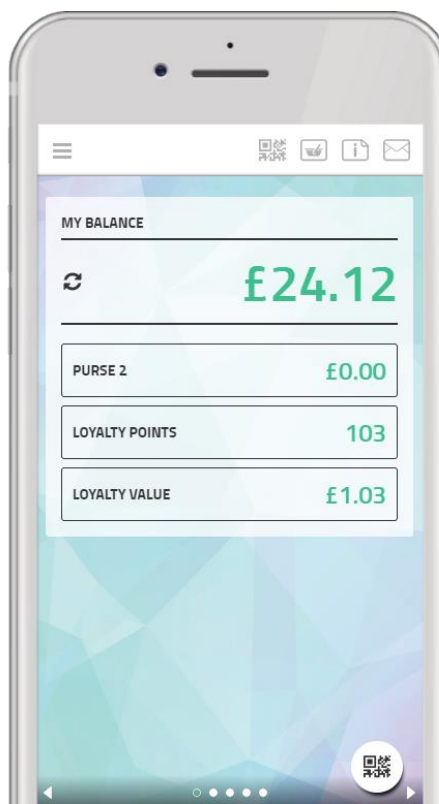 MY BALANCE
£24.12
PURSE 2 £0.00
LOYALTY POINTS 103
LOYALTY VALUE £1.03